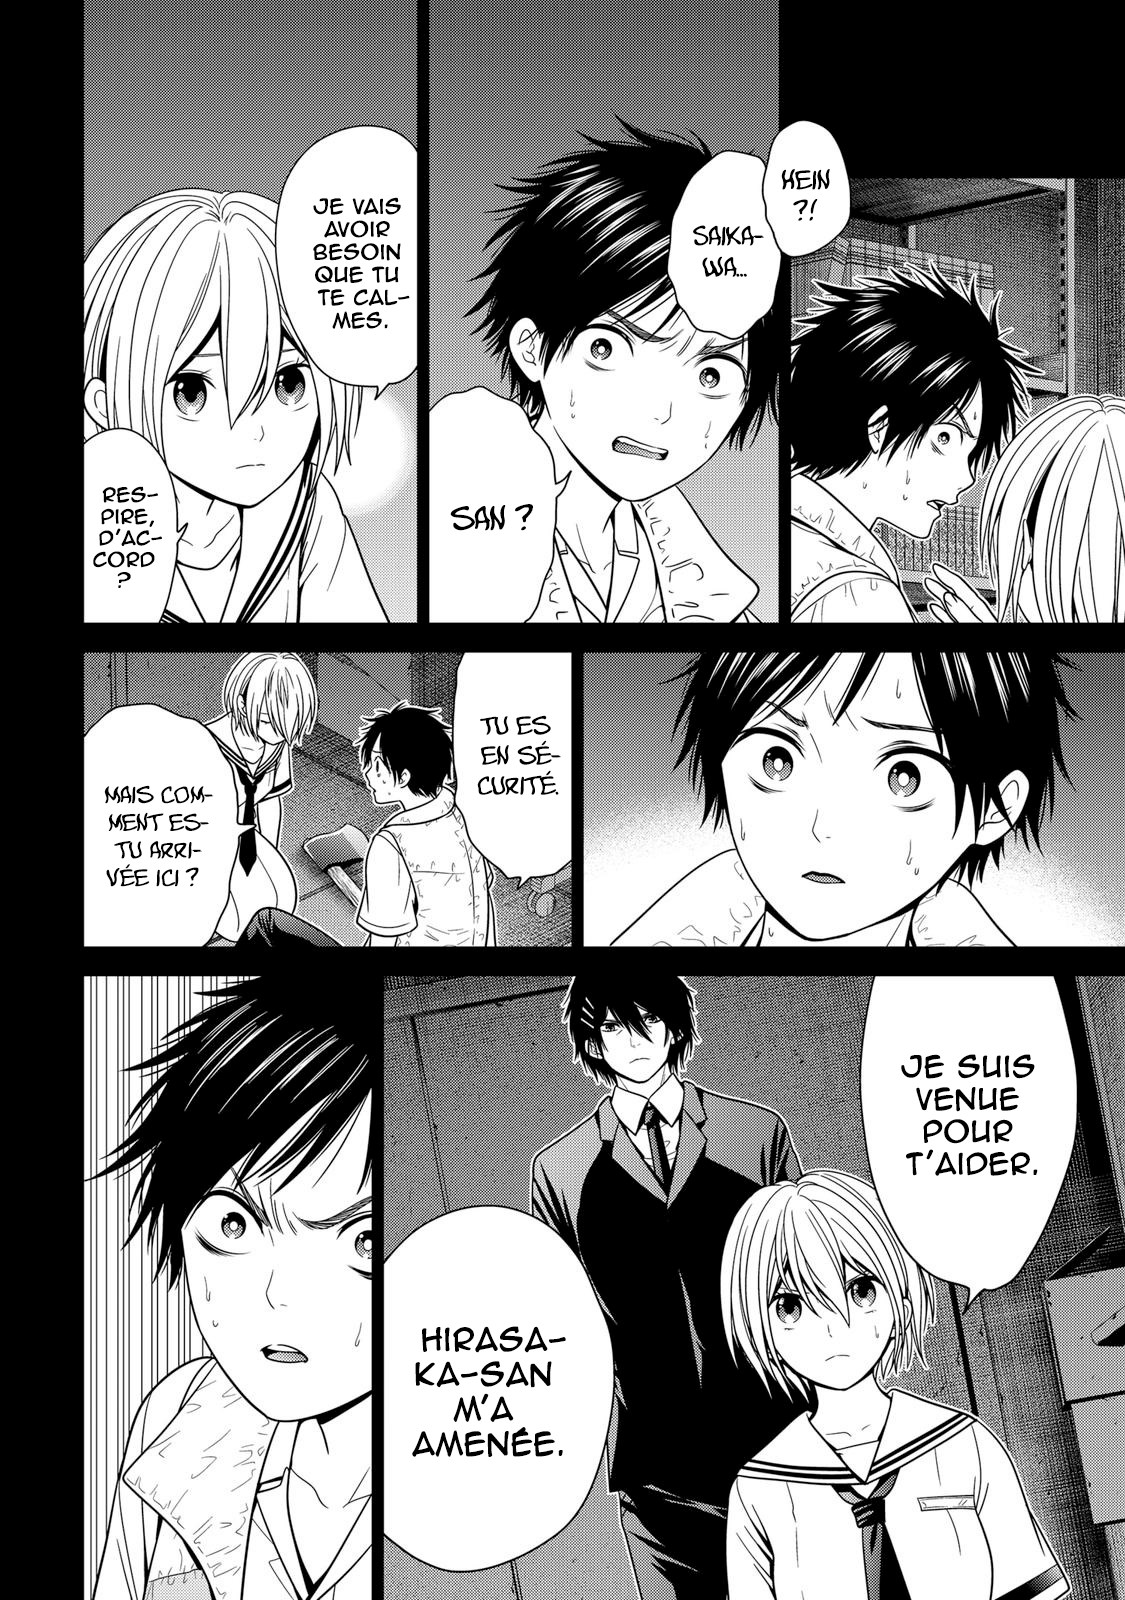 HEIN
?!
SAIKA-
WA...
SAN ?
JE VAIS
AVOIR
BESOIN
QUE TU
TE CAL-
MES.
RES-
PIRE,
D'AC-
CORD
?
TU ES
EN SÉ-
CURITÉ.
MAIS COM-
MENT ES-
TU ARRI-
VÉE ICI ?
JE SUIS
VENUE
POUR
T'AIDER.
HIRASA-
KA-SAN
M'A
AMENÉE.